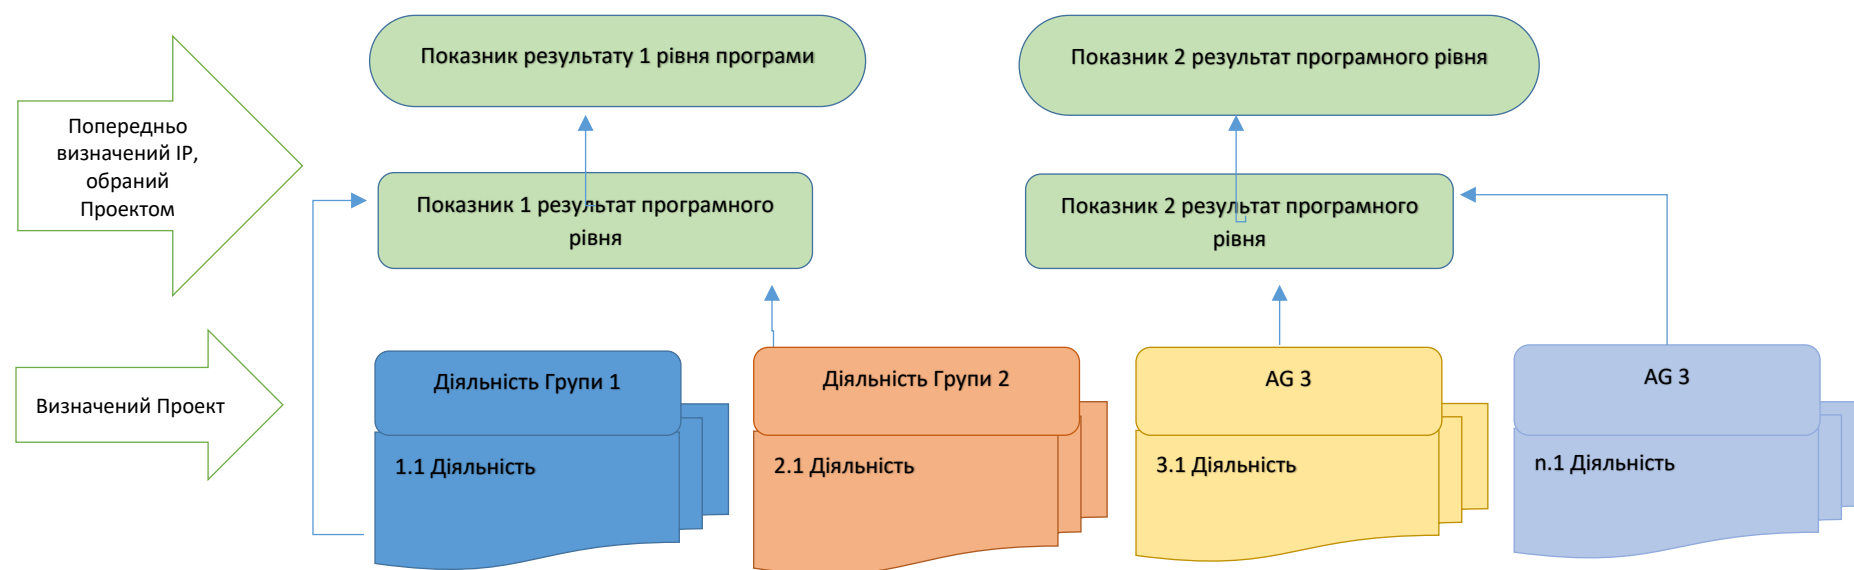 Показник результату 1 рівня програми
Показник 2 результат програмного рівня
Попередньо
визначений ІР,
обраний
Проектом
Показник 1 результат програмного
рівня
Показник 2 результат програмного
рівня
Визначений Проект
Діяльність Групи 1
Діяльність Групи 2
AG 3
AG 3
1.1 Діяльність
2.1 Діяльність
3.1 Діяльність
n.1 Діяльність